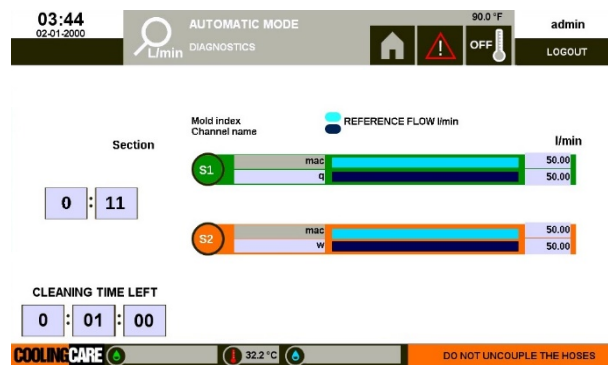 03:44
02-01-2000
L/min
AUTOMATIC MODE
DIAGNOSTICS
90.0 °F
OFF
admin
LOGOUT
Mold index
Channel name
REFERENCE FLOW l/min
l/min
Section
S1
mac
50.00
q
50.00
0 : 11
S2
mac
50.00
w
50.00
CLEANING TIME LEFT
0 : 01 : 00
COOLINGCARE
32.2 °C
DO NOT UNCOUPLE THE HOSES